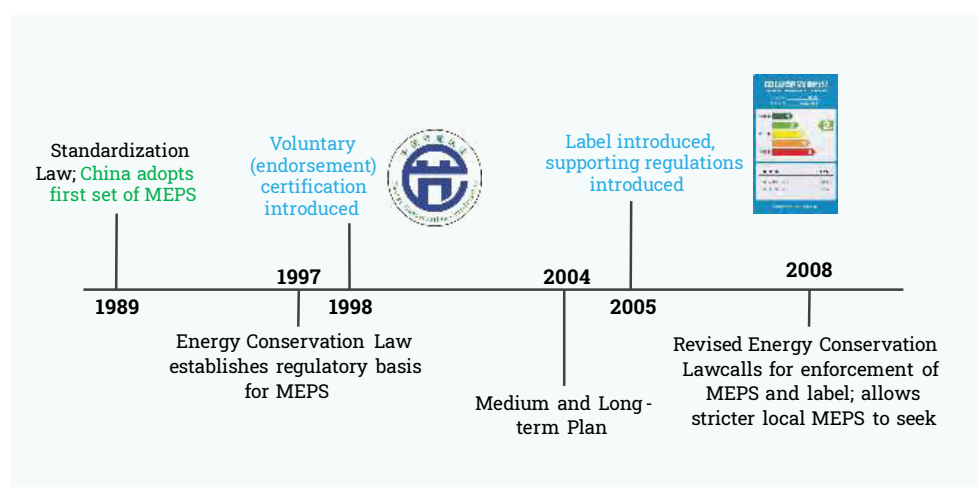 Standardization
Law; China adopts
first set of MEPS
Voluntary
(endorsement)
certification
introduced
Label introduced,
supporting regulations
introduced
1989
1997
1998
2004
2005
2008
Energy Conservation Law
establishes regulatory basis
for MEPS
Medium and Long-
term Plan
Revised Energy Conservation
Lawcalls for enforcement of
MEPS and label; allows
stricter local MEPS to seek